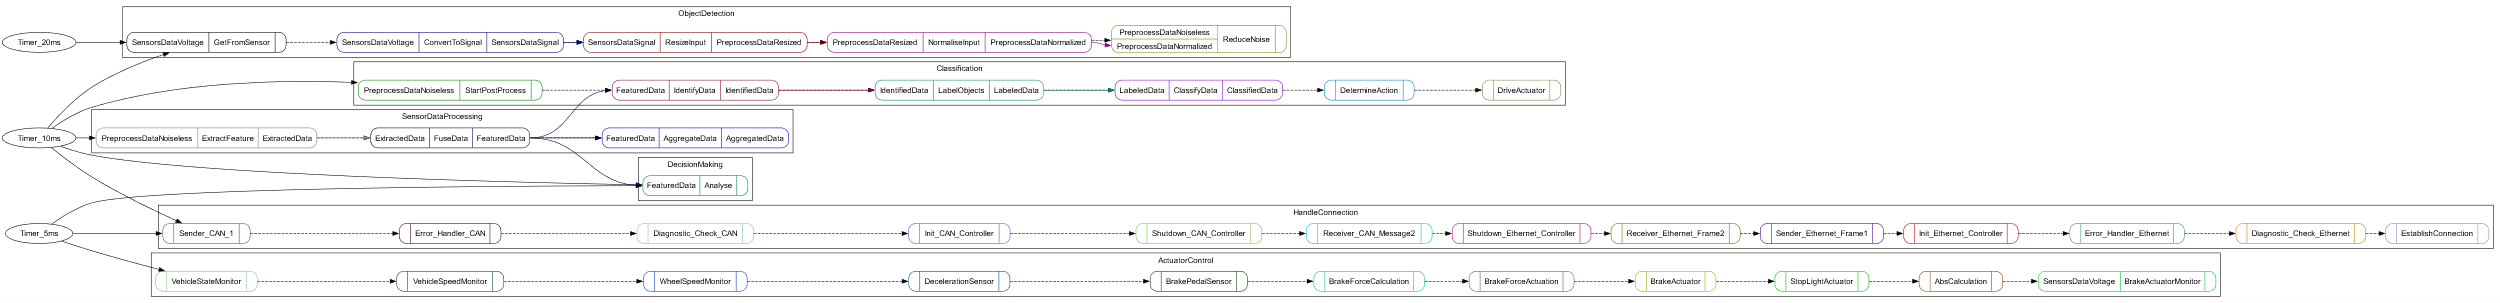 ObjectDetection
Timer_20ms
SensorsDataVoltage GetFromSensor
SensorsDataVoltage ConvertToSignal SensorsDataSignal
SensorsDataSignal ResizeInput PreprocessDataResized
PreprocessDataResized NormaliseInput PreprocessDataNormalized
PreprocessDataNoiseless
PreprocessDataNormalized
ReduceNoise
Classification
PreprocessDataNoiseless StartPostProcess
FeaturedData IdentifyData IdentifiedData
IdentifiedData LabelObjects LabeledData
LabeledData ClassifyData ClassifiedData
DetermineAction
DriveActuator
SensorDataProcessing
Timer_10ms
PreprocessDataNoiseless ExtractFeature ExtractedData
ExtractedData FuseData FeaturedData
FeaturedData AggregateData AggregatedData
DecisionMaking
FeaturedData Analyse
HandleConnection
Timer_5ms
Sender_CAN_1
Error_Handler_CAN
Diagnostic_Check_CAN
Init_CAN_Controller
Shutdown_CAN_Controller
Receiver_CAN_Message2
Shutdown_Ethernet_Controller
Receiver_Ethernet_Frame2
Sender_Ethernet_Frame1
Init_Ethernet_Controller
Error_Handler_Ethernet
Diagnostic_Check_Ethernet
EstablishConnection
ActuatorControl
VehicleStateMonitor
VehicleSpeedMonitor
WheelSpeedMonitor
DecelerationSensor
BrakePedalSensor
BrakeForceCalculation
BrakeForceActuation
BrakeActuator
StopLightActuator
AbsCalculation
SensorsDataVoltage BrakeActuatorMonitor